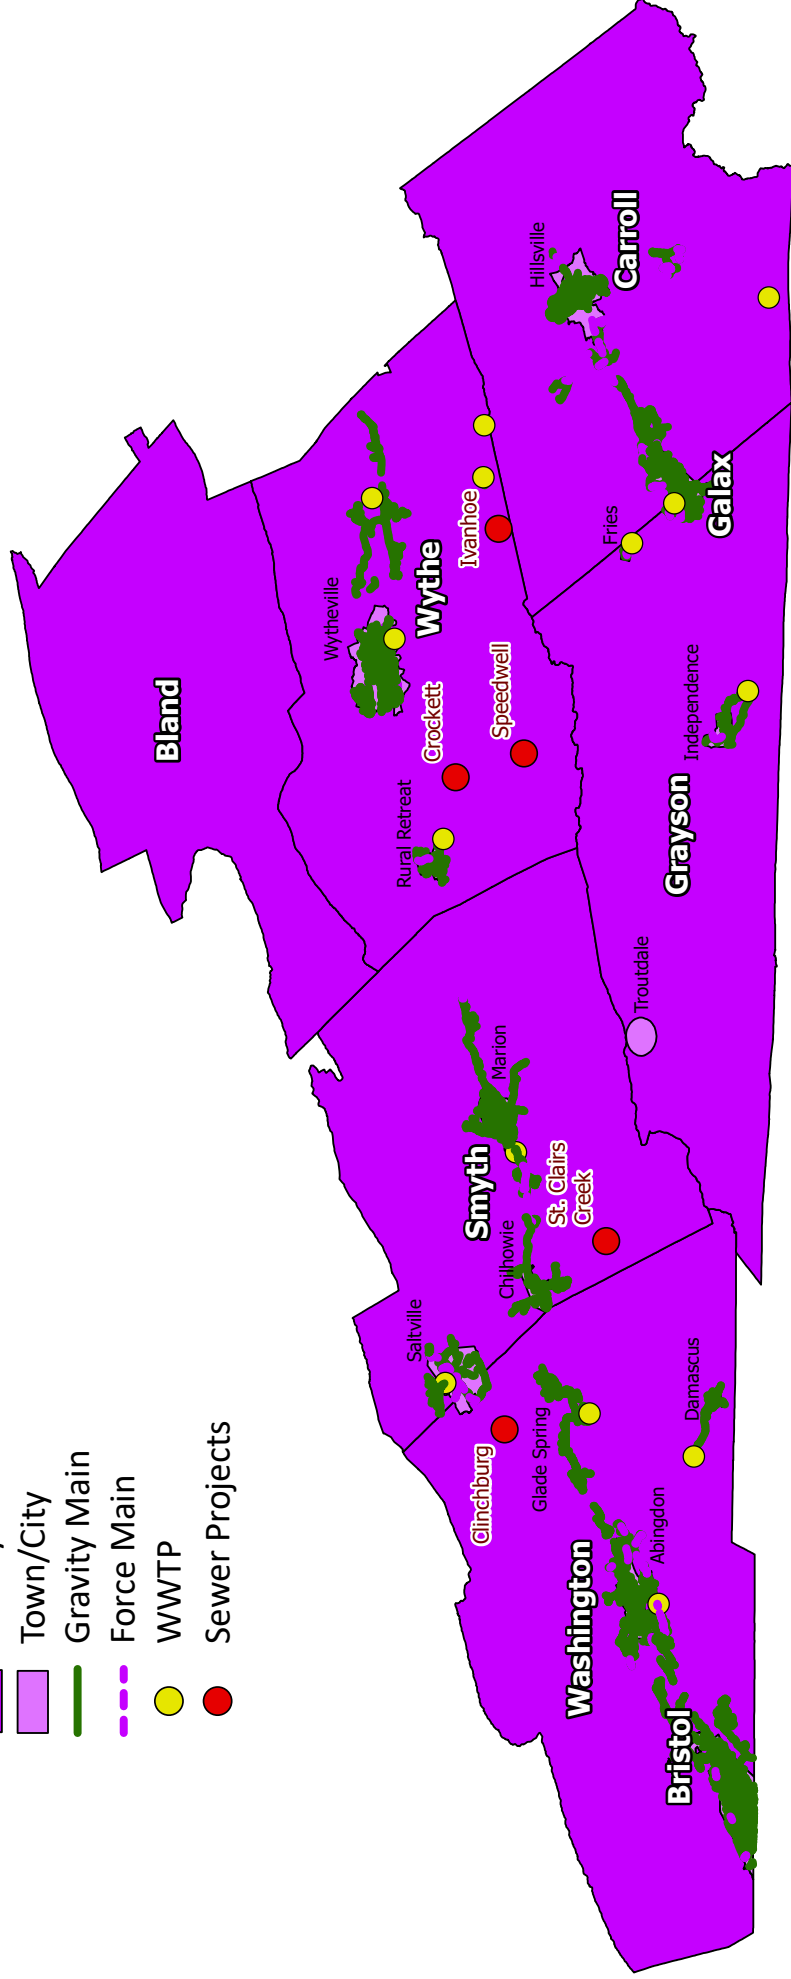 Town/City
Gravity Main
Force Main
WWTP
Sewer Projects
Bland
Wytheville
Wythe
Ivanhoe
Crockett
Speedwell
Rural Retreat
Hillsville
Carroll
Galax
Fries
Independence
Grayson
Troutdale
Marion
Smyth
St. Clairs
Creek
Chilhowie
Saltville
Clinchburg
Glade Spring
Damascus
Abingdon
Washington
Bristol